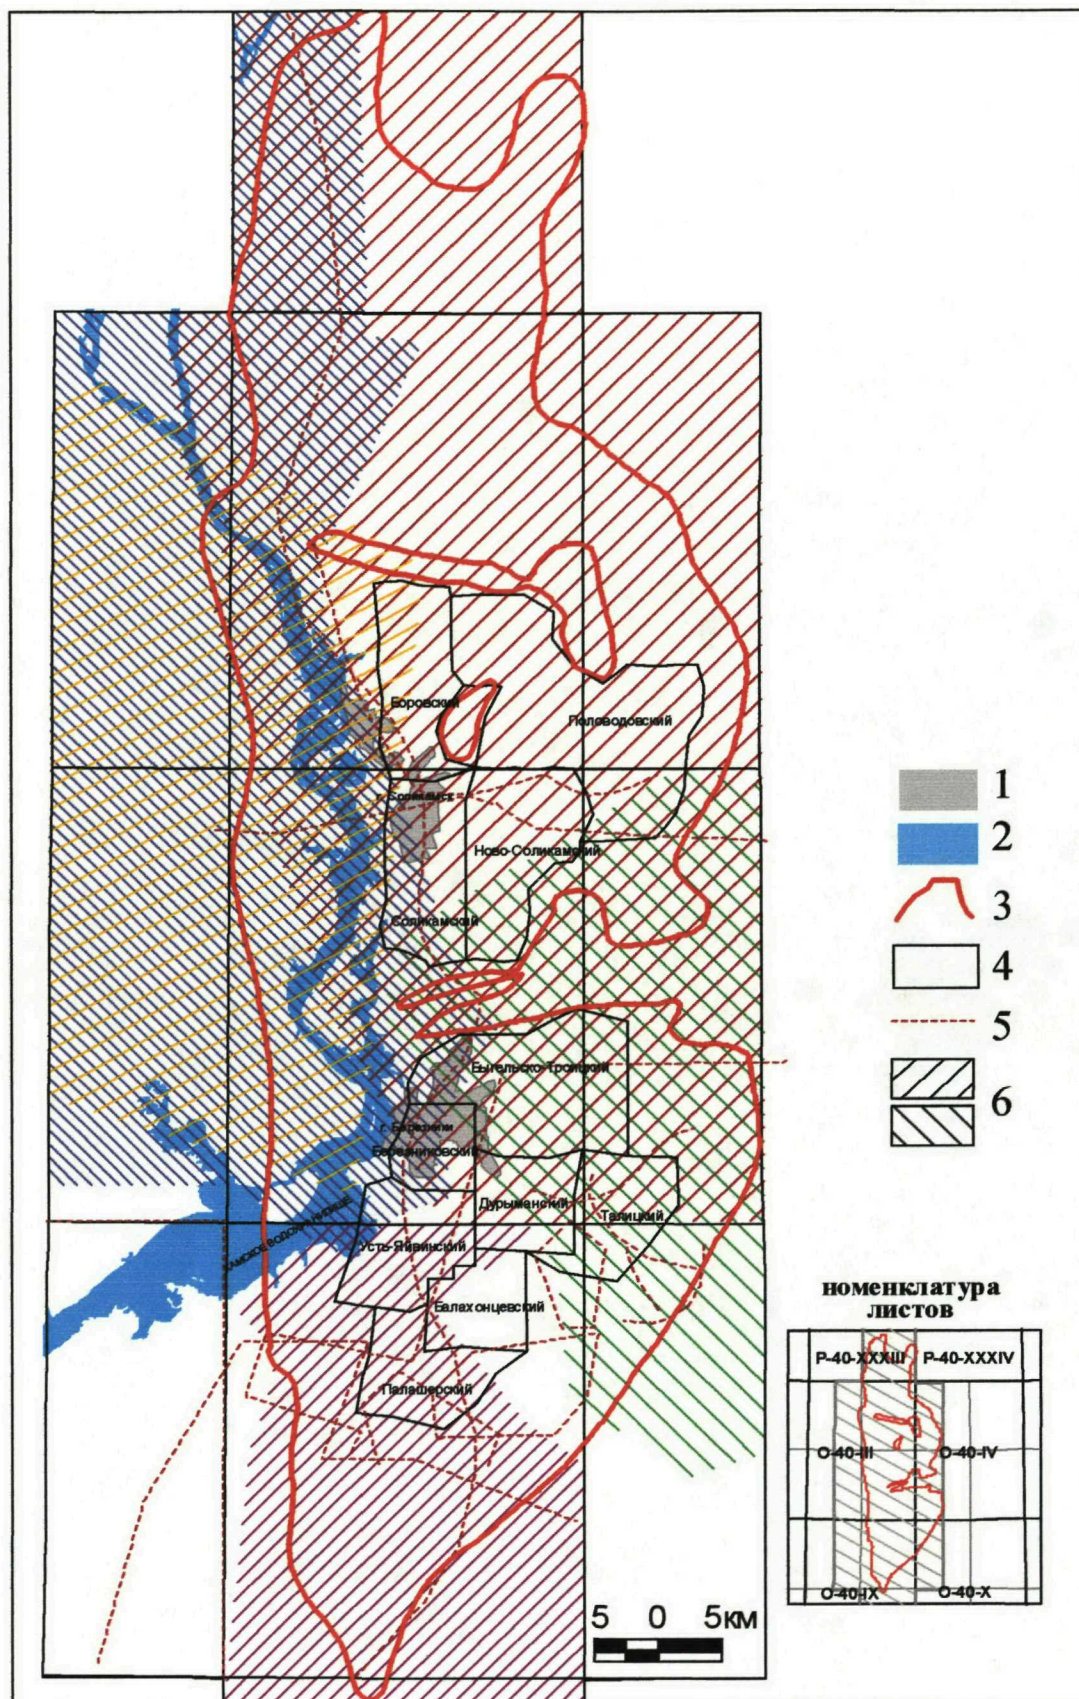 Боровский
Половодовский
г. Соликамск
Ново-Соликамский
Соликамский
Быгельско-Троицкий
г. Березники
Березниковский
Дурыманский
Талицкий
КАМСКОЕ ВОДОХРАНИЛИЩЕ
Усть-Яйвинский
Балахонцевский
Палашерский
1
2
3
4
5
6
номенклатура
листов
P-40-XXXIII P-40-XXXIV
O-40-III O-40-IV
O-40-IX O-40-X
5 0 5км